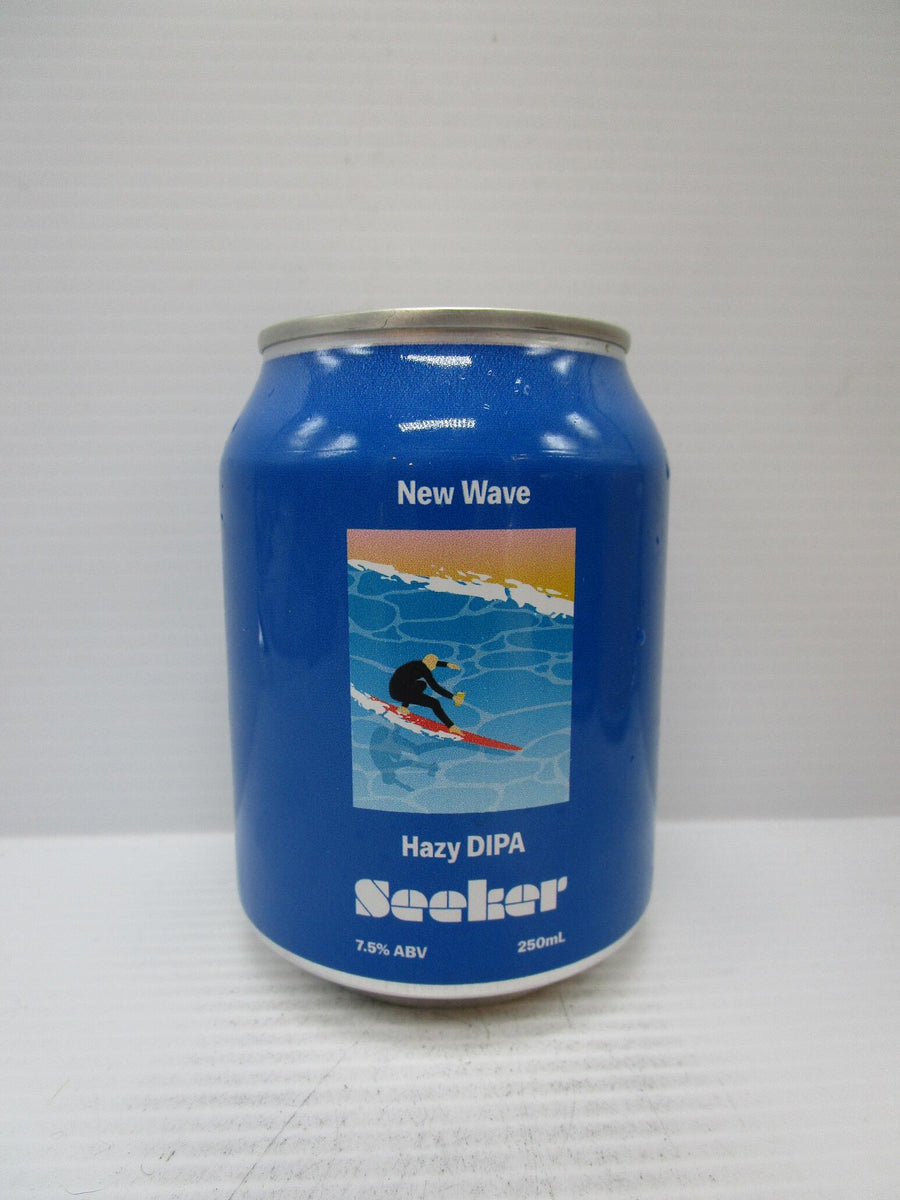 New Wave
Hazy DIPA
Seeker
7.5% ABV 250mL